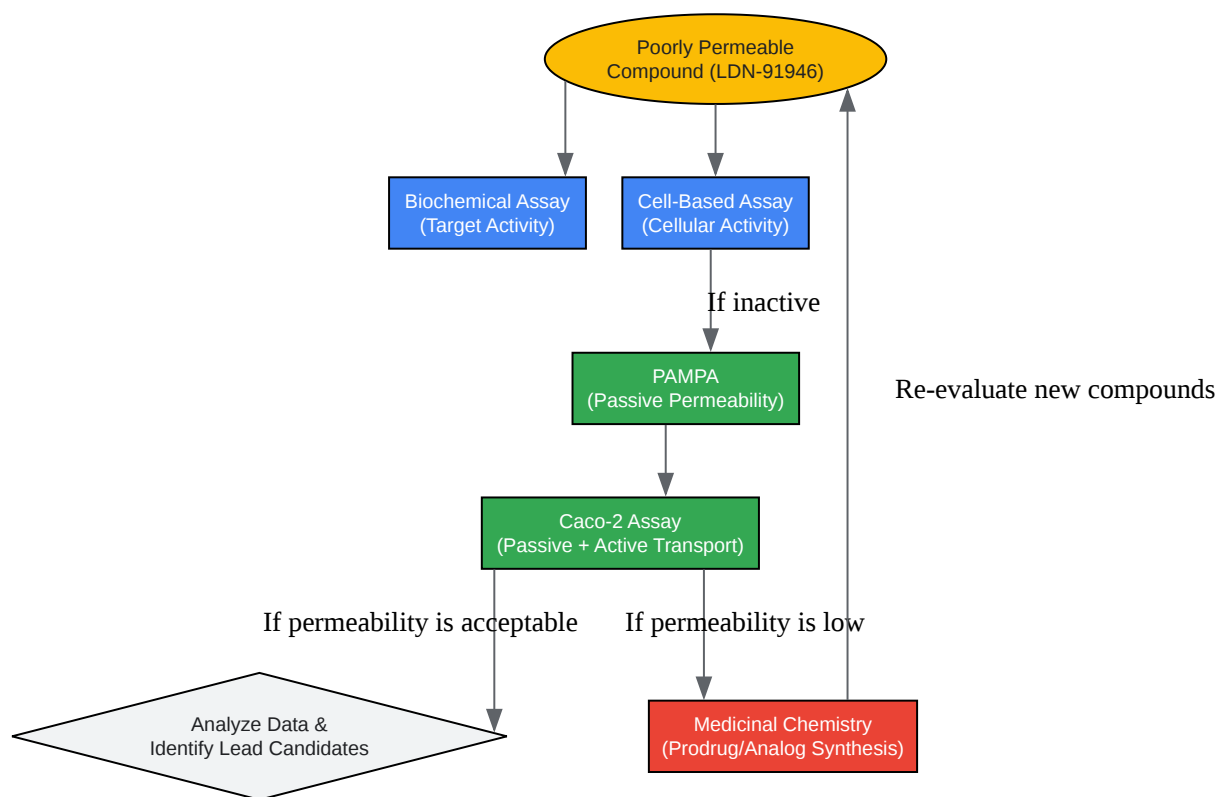 Poorly Permeable
Compound (LDN-91946)
Biochemical Assay
(Target Activity)
Cell-Based Assay
(Cellular Activity)
If inactive
PAMPA
(Passive Permeability)
Re-evaluate new compounds
Caco-2 Assay
(Passive + Active Transport)
If permeability is acceptable
If permeability is low
Analyze Data &
Identify Lead Candidates
Medicinal Chemistry
(Prodrug/Analog Synthesis)